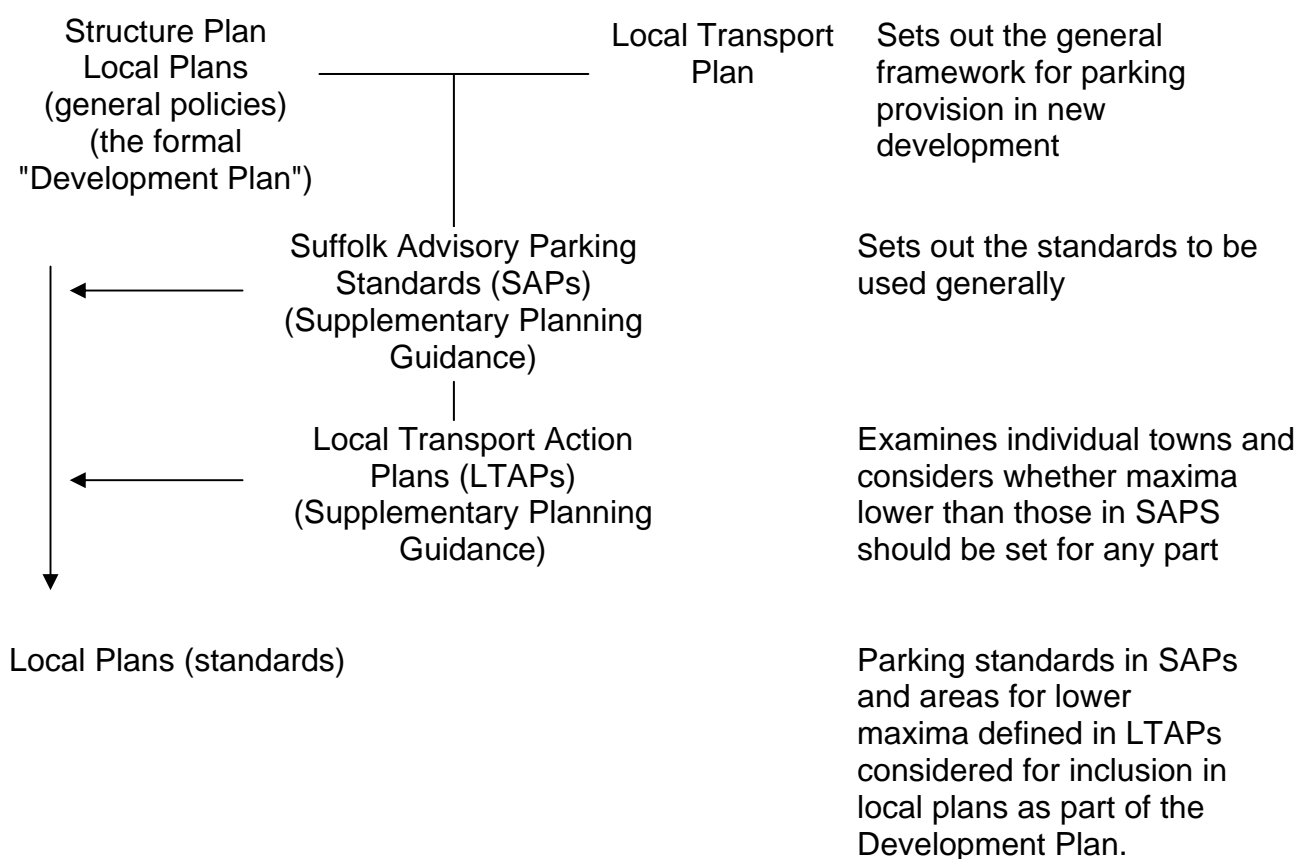 Structure Plan
Local Plans
(general policies)
(the formal
"Development Plan")
Local Transport
Plan
Sets out the general
framework for parking
provision in new
development
Suffolk Advisory Parking
Standards (SAPs)
(Supplementary Planning
Guidance)
Sets out the standards to be
used generally
Local Transport Action
Plans (LTAPs)
(Supplementary Planning
Guidance)
Examines individual towns and
considers whether maxima
lower than those in SAPS
should be set for any part
Local Plans (standards)
Parking standards in SAPs
and areas for lower
maxima defined in LTAPs
considered for inclusion in
local plans as part of the
Development Plan.